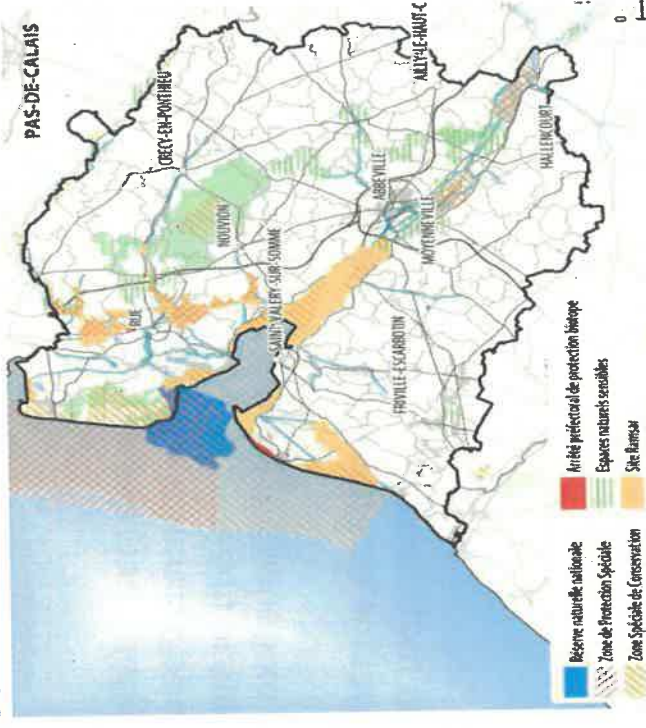 PAS-DE-CALAIS
CRECY-EN-PONTHIEU
RUE
NOUVION
AILLY-LE-HAUT-C
SAINT-VALERY-SUR-SOMME
ABBEVILLE
MOYENNEVILLE
FRIVILLE-ESCARBOTIN
HALLENCOURT
0
Réserve naturelle nationale
Zone de Protection Spéciale
Zone Spéciale de Conservation
Arrêté préfectoral de protection biotope
Espaces naturels sensibles
Site Ramsar